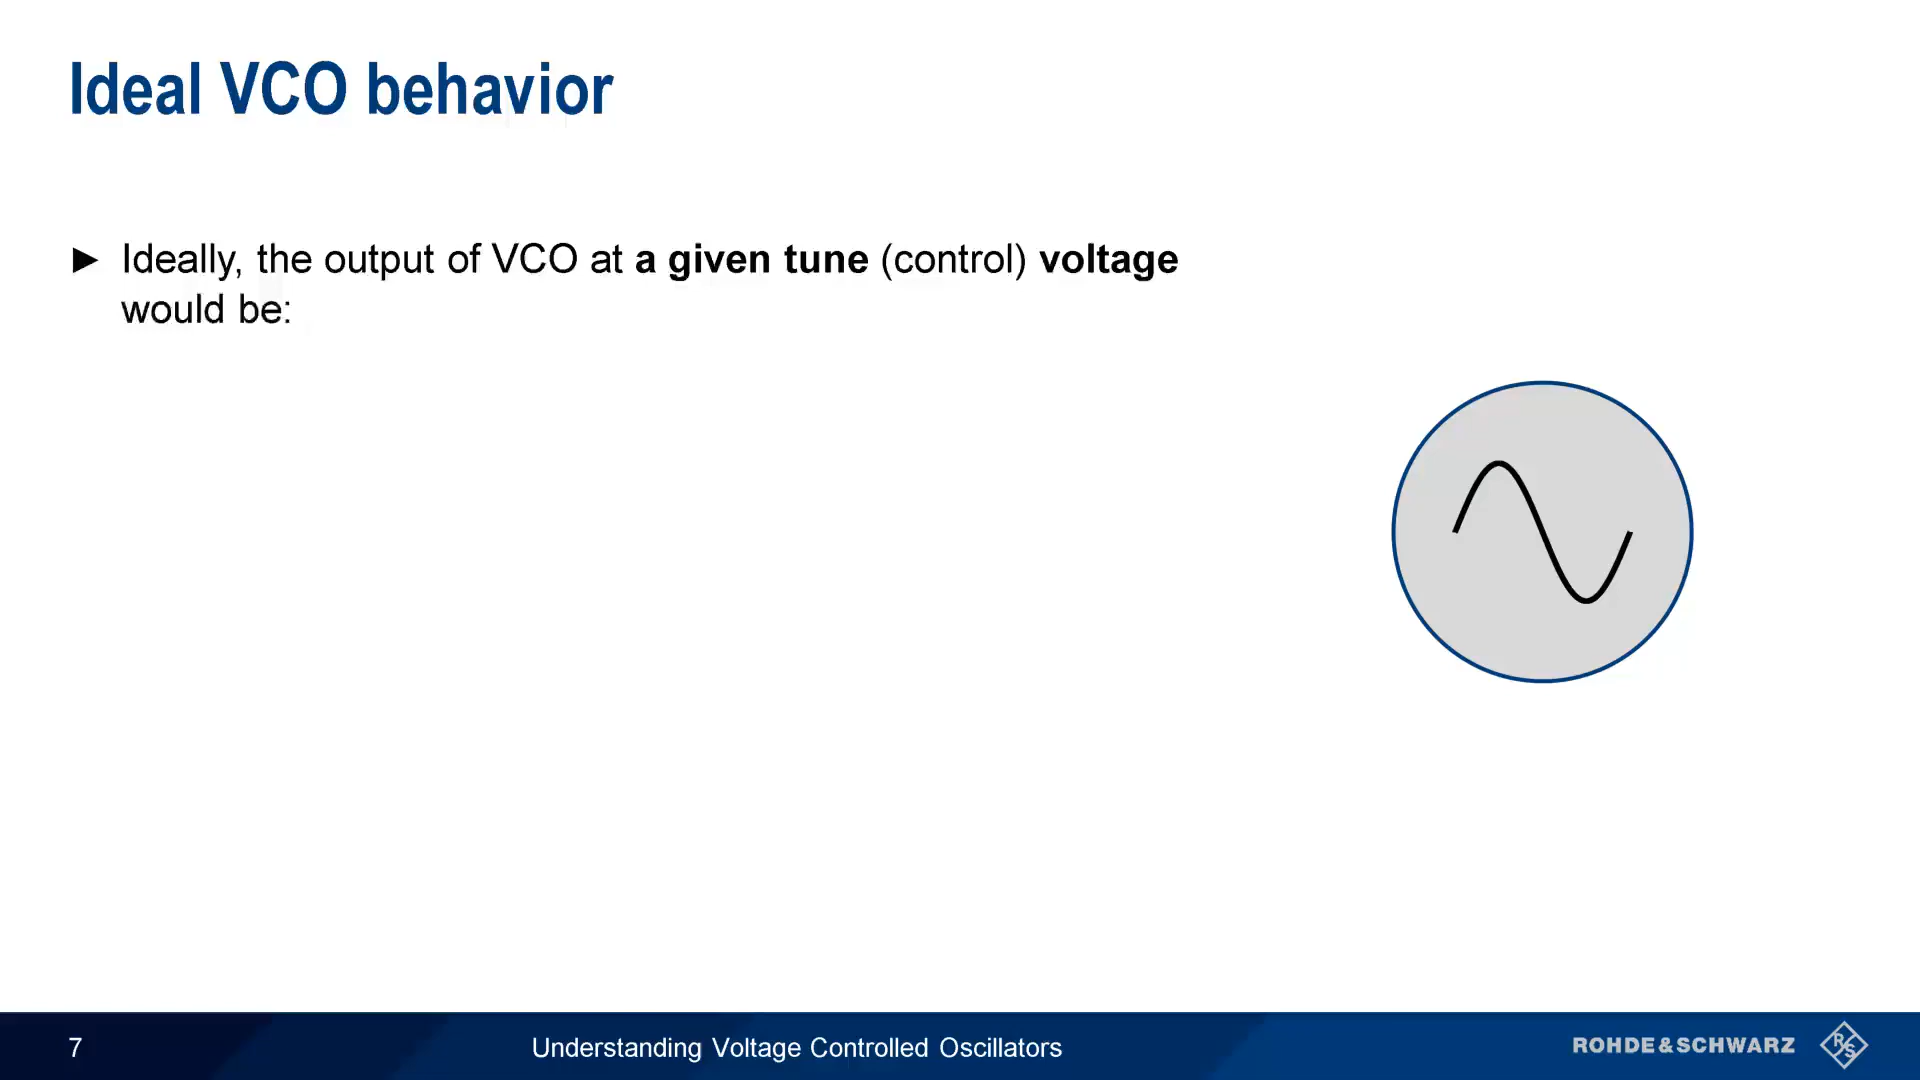 Ideal VCO behavior
► Ideally, the output of VCO at a given tune (control) voltage
would be:
7
Understanding Voltage Controlled Oscillators
ROHDE&SCHWARZ
R&S